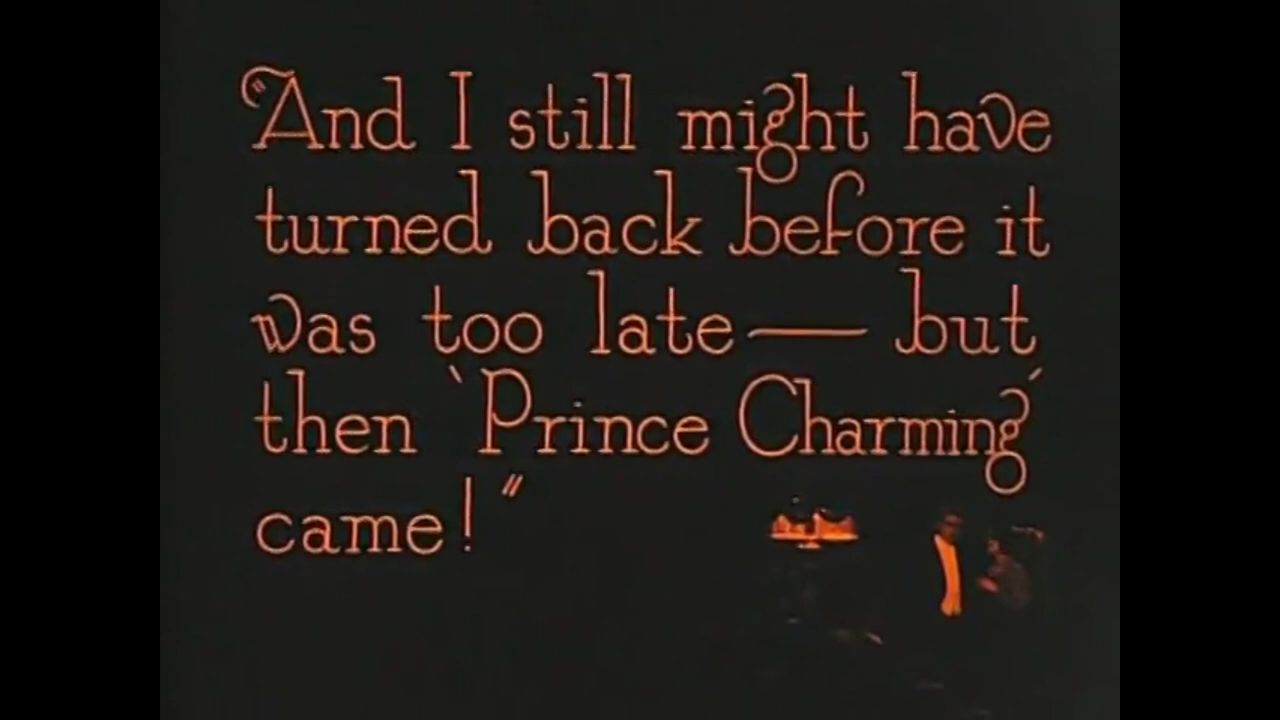 "And I still might have
turned back before it
was too late — but
then 'Prince Charming'
came!"